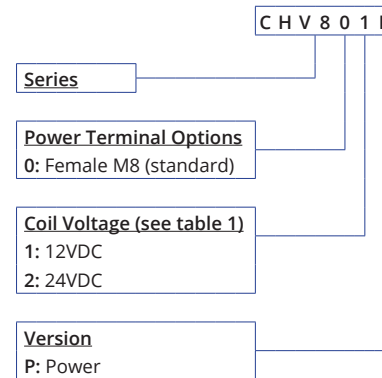 C H V 8 0 1
Series
Power Terminal Options
0: Female M8 (standard)
Coil Voltage (see table 1)
1: 12VDC
2: 24VDC
Version
P: Power